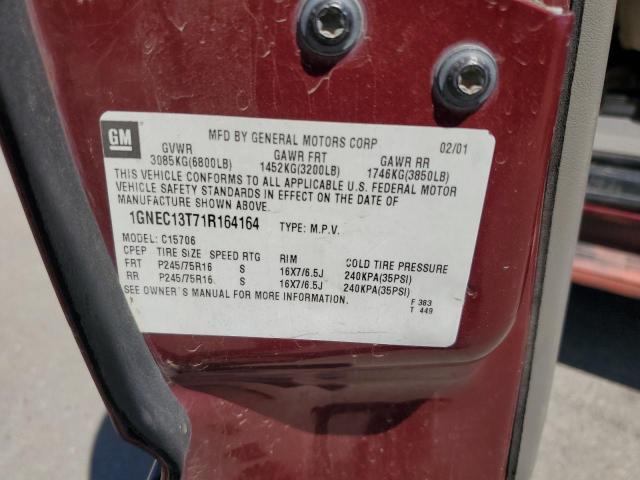 GM
MFD BY GENERAL MOTORS CORP 02/01
GVWR GAWR FRT GAWR RR
3085KG(6800LB) 1452KG(3200LB) 1746KG(3850LB)
THIS VEHICLE CONFORMS TO ALL APPLICABLE U.S. FEDERAL MOTOR
VEHICLE SAFETY STANDARDS IN EFFECT ON THE DATE OF
MANUFACTURE SHOWN ABOVE.
1GNEC13T71R164164 TYPE: M.P.V.
MODEL: C15706
CPEP TIRE SIZE SPEED RTG RIM COLD TIRE PRESSURE
FRT P245/75R16 S 16X7/6.5J 240KPA(35PSI)
RR P245/75R16 S 16X7/6.5J 240KPA(35PSI)
SEE OWNER'S MANUAL FOR MORE INFORMATION.
F 383
T 449